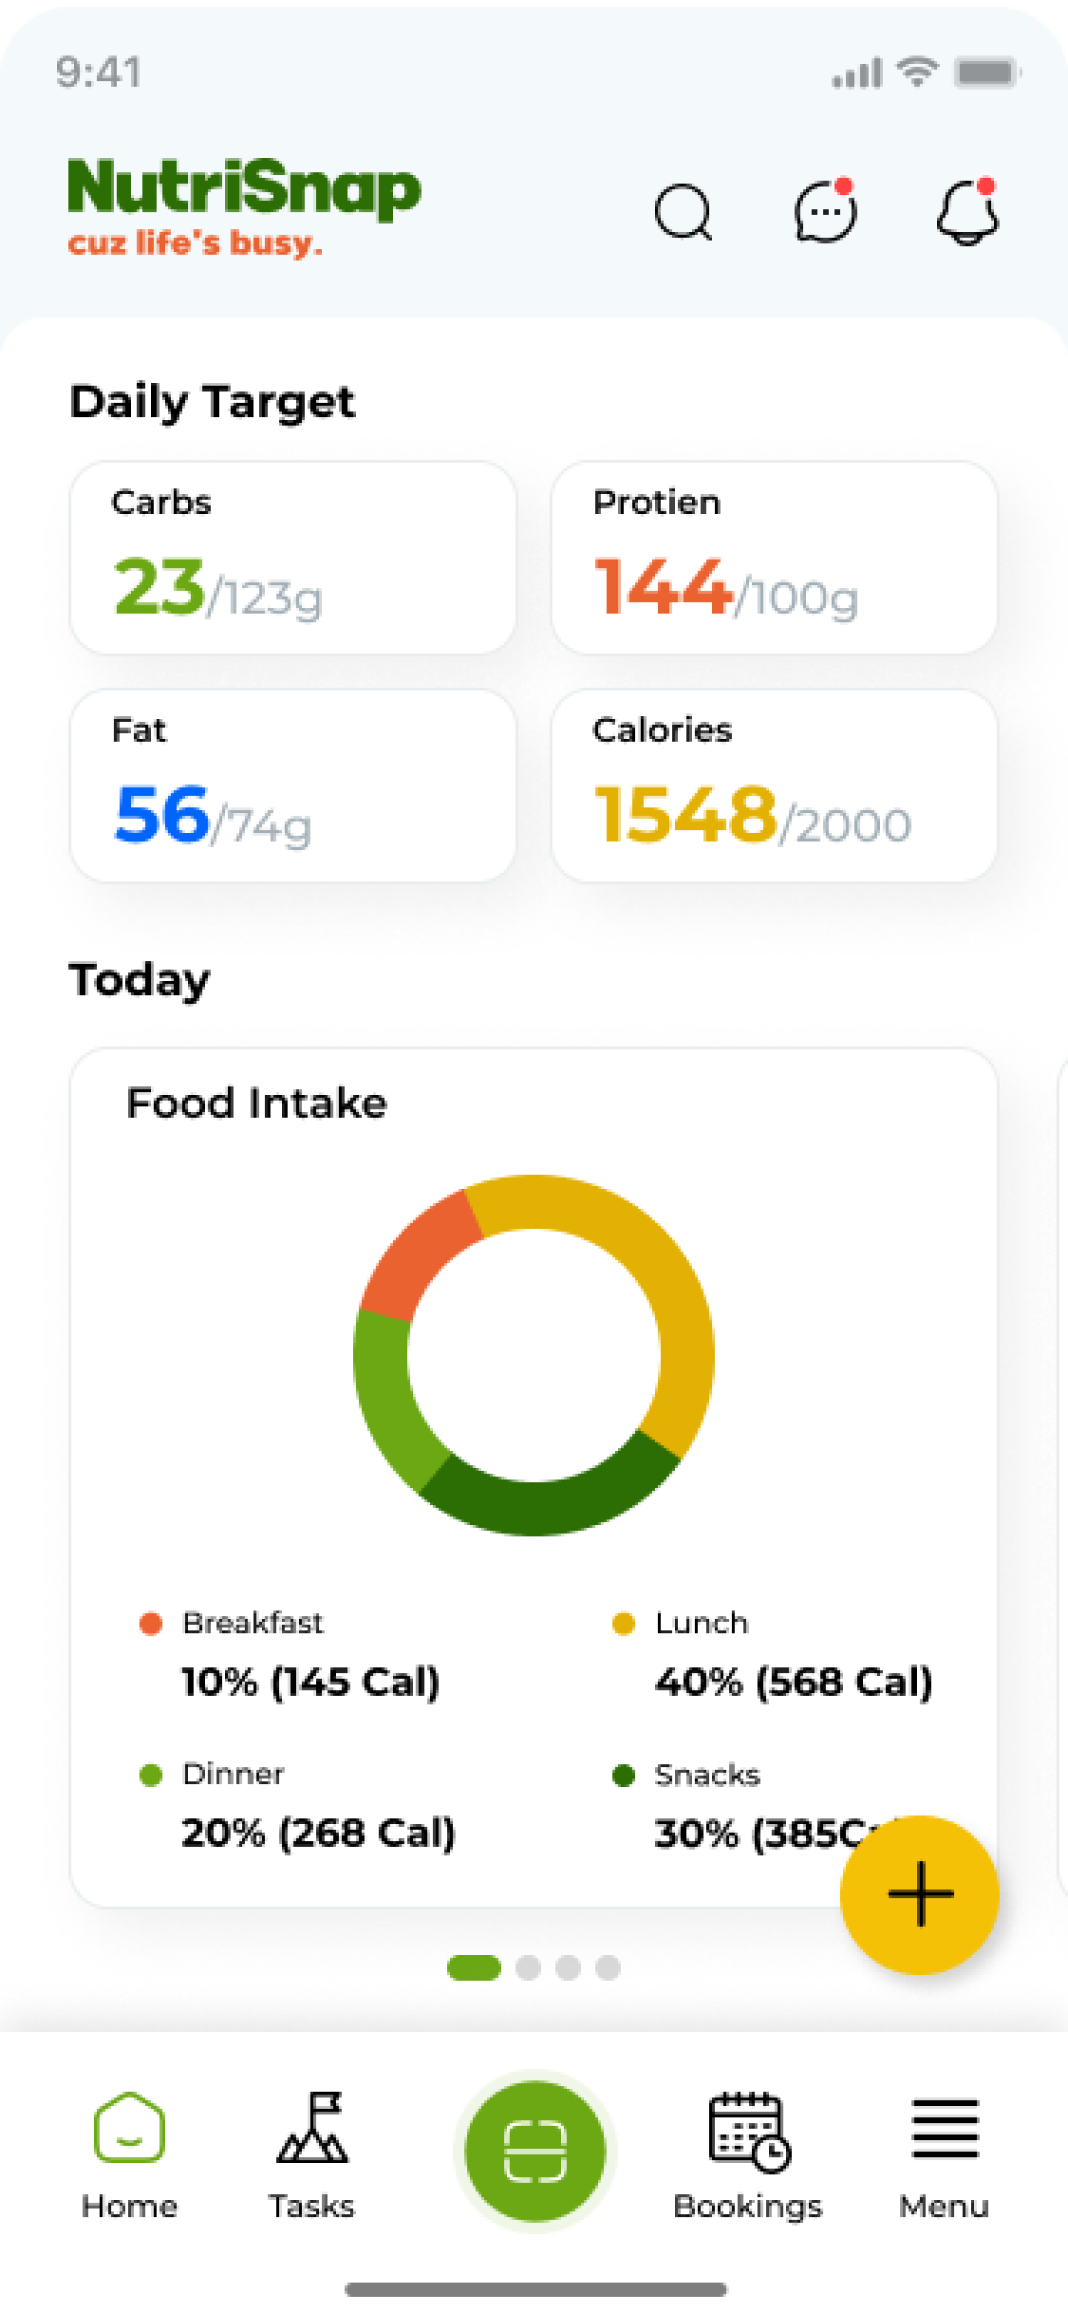 9:41
NutriSnap
cuz life's busy.
Daily Target
Carbs
23/123g
Protien
144/100g
Fat
56/74g
Calories
1548/2000
Today
Food Intake
Breakfast
10% (145 Cal)
Lunch
40% (568 Cal)
Dinner
20% (268 Cal)
Snacks
30% (385
Home
Tasks
Bookings
Menu